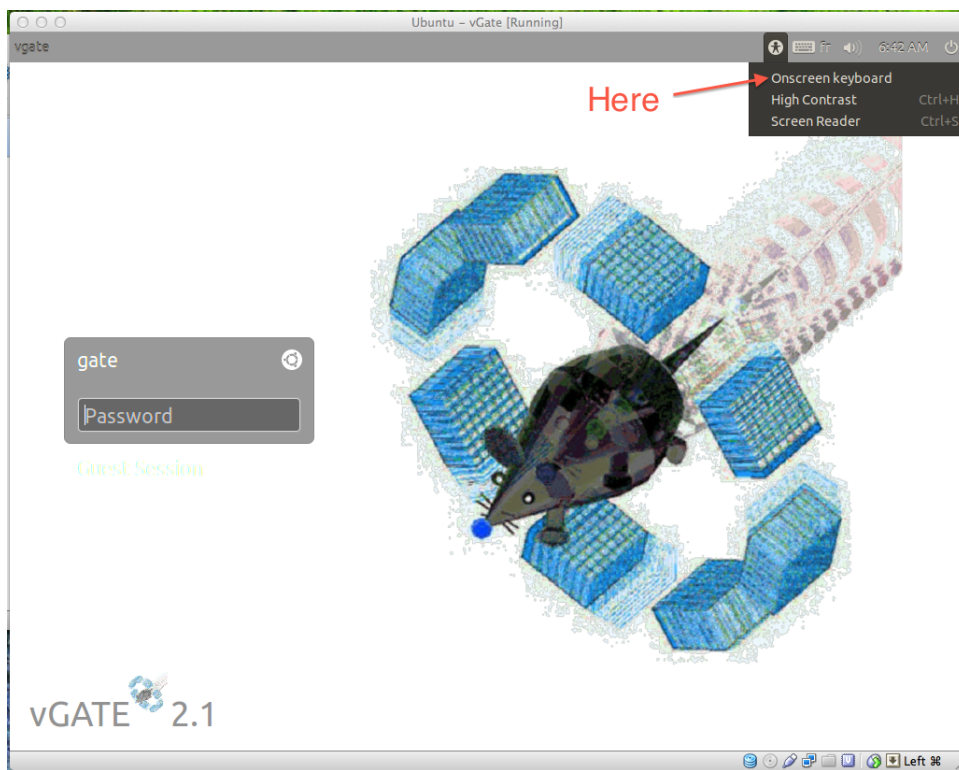 Ubuntu – vGate [Running]
vgate fr 6:42 AM
Onscreen keyboard
Here
High Contrast Ctrl+H
Screen Reader Ctrl+S
gate
Password
Guest Session
vGATE 2.1
Left ⌘